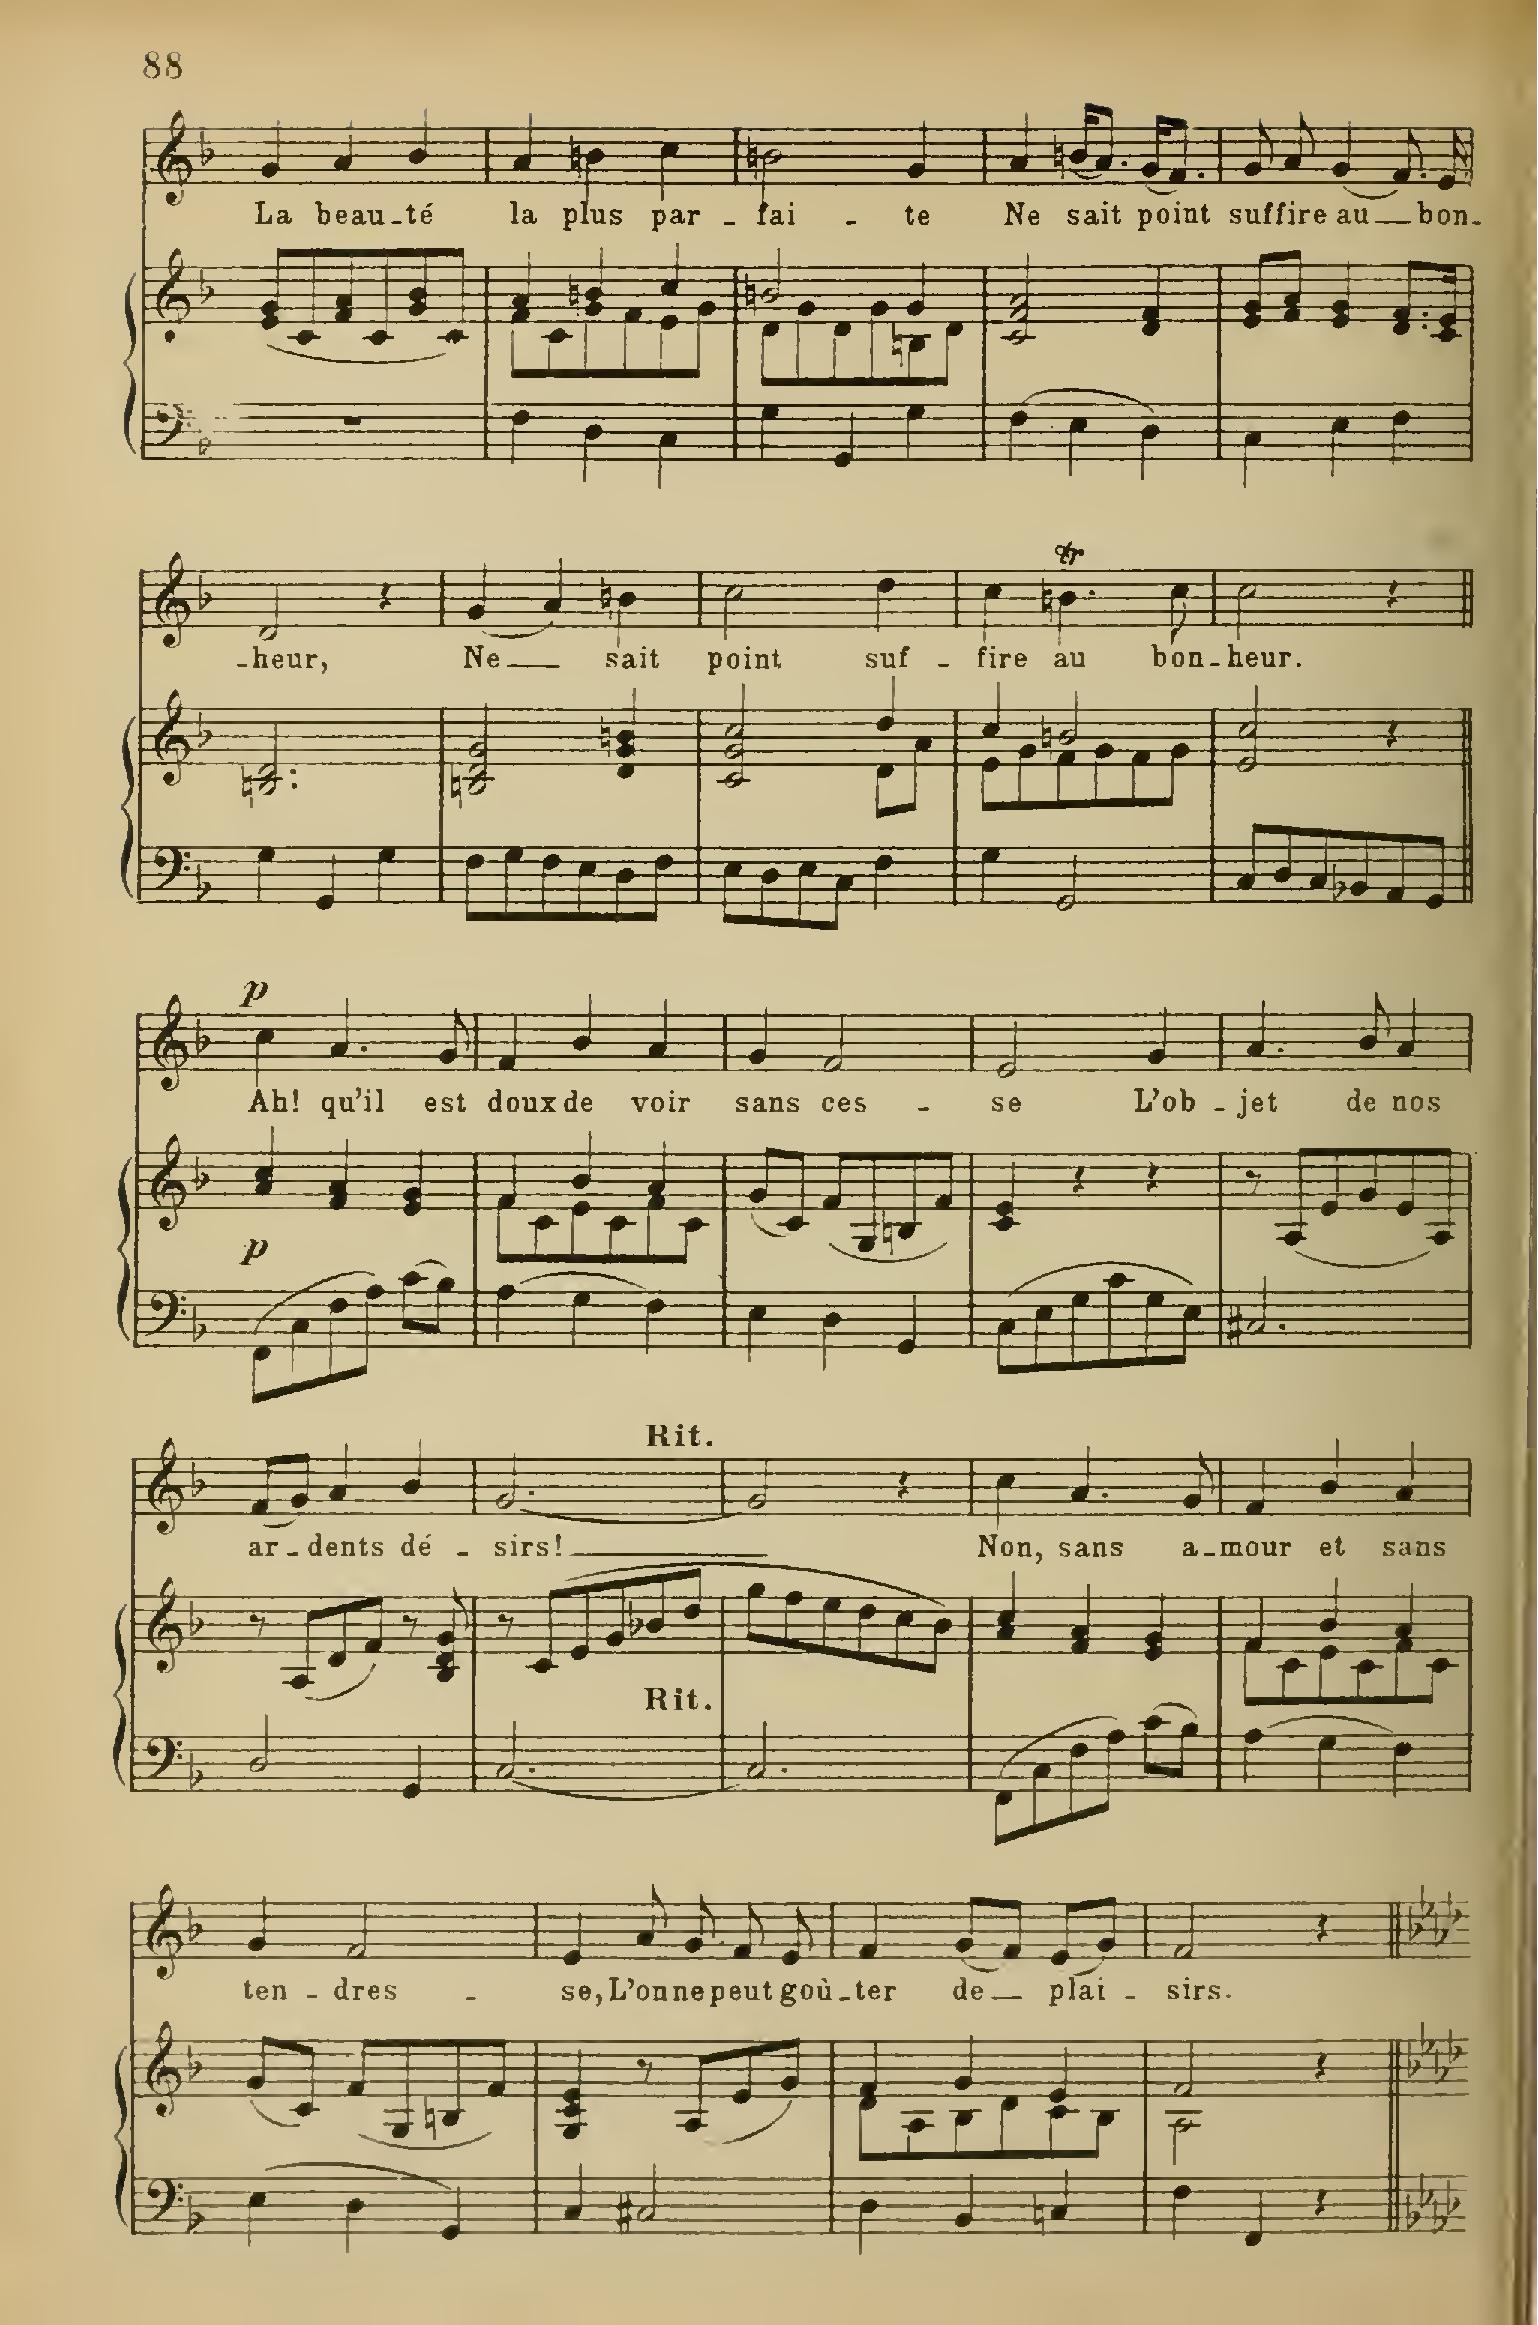 88
La beau-té la plus par-fai-te Ne sait point suffire au bon-
-heur, Ne sait point suf-fire au bon-heur.
p
Ah! qu'il est doux de voir sans ces-se L'ob-jet de nos
p
Rit.
ar-dents dé-sirs! Non, sans a-mour et sans
Rit.
ten-dres-se, L'on ne peut goû-ter de plai-sirs.